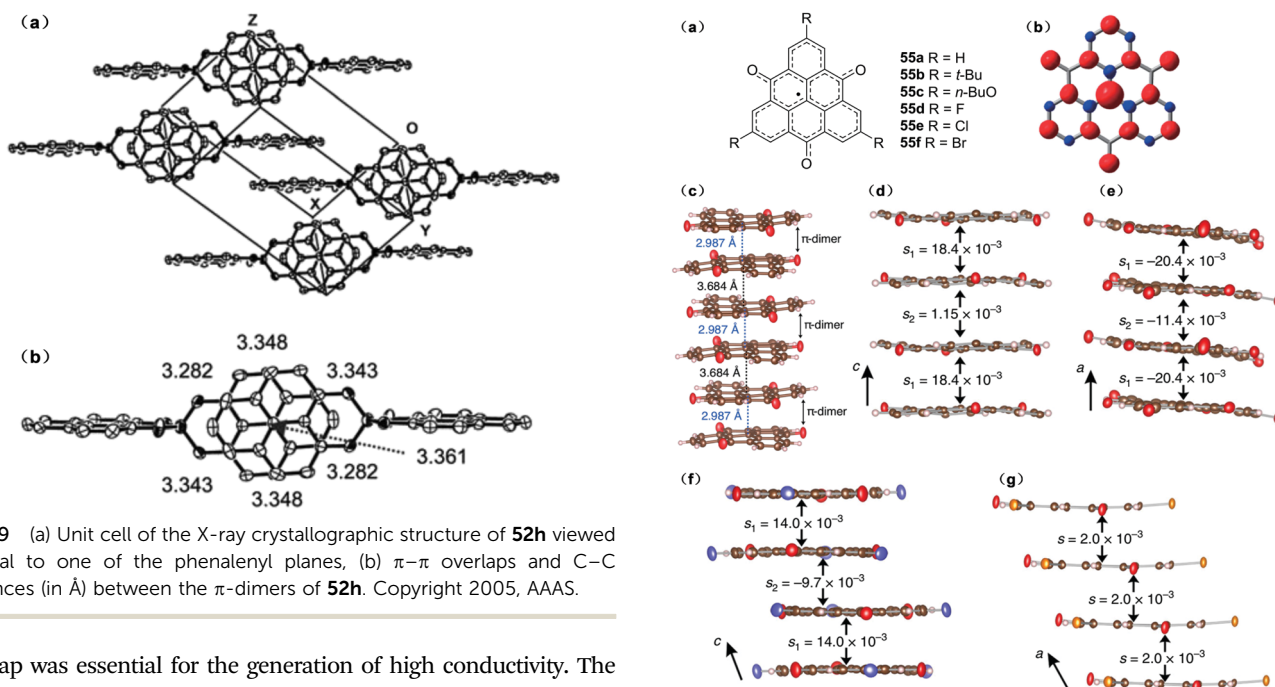 (a)
Z
O
X
Y
(b)
3.348
3.282
3.343
3.361
3.343
3.282
3.348
9 (a) Unit cell of the X-ray crystallographic structure of 52h viewed
al to one of the phenalenyl planes, (b) π–π overlaps and C–C
nces (in Å) between the π-dimers of 52h. Copyright 2005, AAAS.
ap was essential for the generation of high conductivity. The
(a)
R
O
O
R
R
O
55a R = H
55b R = t-Bu
55c R = n-BuO
55d R = F
55e R = Cl
55f R = Br
(b)
(c)
2.987 Å
π-dimer
3.684 Å
2.987 Å
π-dimer
3.684 Å
2.987 Å
π-dimer
(d)
s₁ = 18.4 × 10⁻³
s₂ = 1.15 × 10⁻³
s₁ = 18.4 × 10⁻³
c
(e)
s₁ = −20.4 × 10⁻³
s₂ = −11.4 × 10⁻³
s₁ = −20.4 × 10⁻³
a
(f)
s₁ = 14.0 × 10⁻³
s₂ = −9.7 × 10⁻³
s₁ = 14.0 × 10⁻³
c
(g)
s = 2.0 × 10⁻³
s = 2.0 × 10⁻³
s = 2.0 × 10⁻³
a